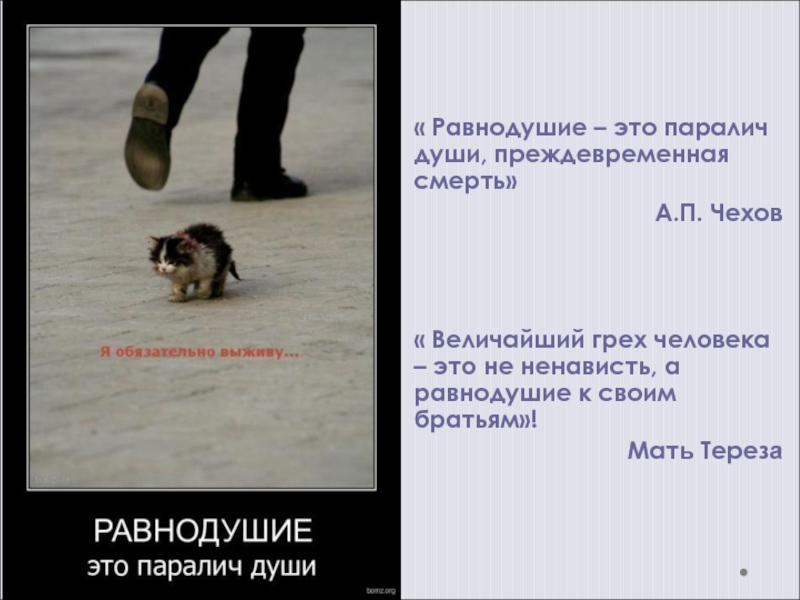 Я обязательно выживу...
РАВНОДУШИЕ
это паралич души
bomz.org
« Равнодушие – это паралич
души, преждевременная
смерть»
А.П. Чехов
« Величайший грех человека
– это не ненависть, а
равнодушие к своим
братьям»!
Мать Тереза